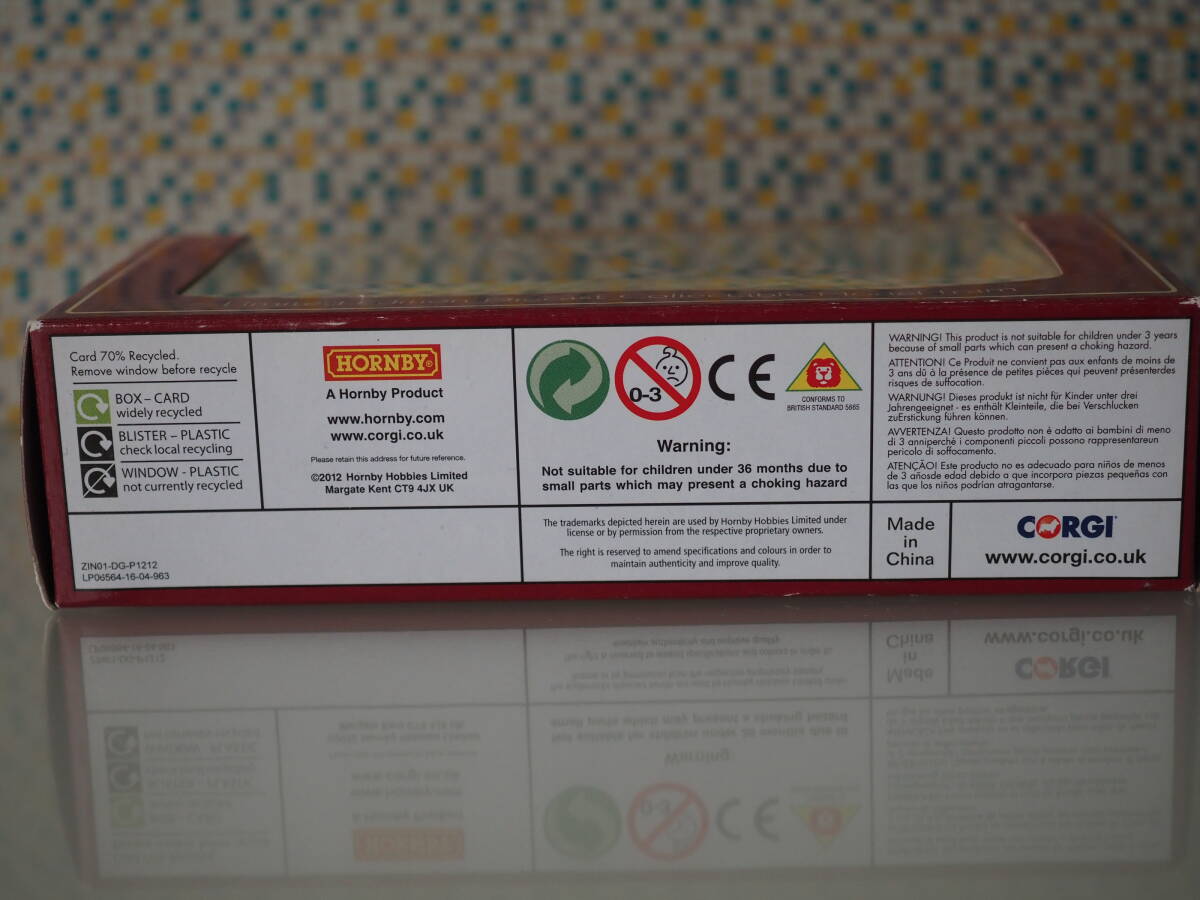 Card 70% Recycled.
Remove window before recycle
BOX – CARD
widely recycled
BLISTER – PLASTIC
check local recycling
WINDOW - PLASTIC
not currently recycled
HORNBY®
A Hornby Product
www.hornby.com
www.corgi.co.uk
Please retain this address for future reference.
©2012 Hornby Hobbies Limited
Margate Kent CT9 4JX UK
0-3
CE
CONFORMS TO
BRITISH STANDARD 5665
Warning:
Not suitable for children under 36 months due to
small parts which may present a choking hazard
WARNING! This product is not suitable for children under 3 years
because of small parts which can present a choking hazard.
ATTENTION! Ce Produit ne convient pas aux enfants de moins de
3 ans dû à la présence de petites piéces qui peuvent présenterdes
risques de suffocation.
WARNUNG! Dieses produkt ist nicht für Kinder unter drei
Jahrengeeignet - es enthält Kleinteile, die bei Verschlucken
zuErstickung führen können.
AVVERTENZA! Questo prodotto non è adatto ai bambini di meno
di 3 anniperchè i componenti piccoli possono rappresentareun
pericolo di soffocamento.
ATENÇÃO! Este producto no es adecuado para niños de menos
de 3 añosde edad debido a que incorpora piezas pequeñas con
las que los niños podrían atragantarse.
ZIN01-DG-P1212
LP06564-16-04-963
The trademarks depicted herein are used by Hornby Hobbies Limited under
license or by permission from the respective proprietary owners.
The right is reserved to amend specifications and colours in order to
maintain authenticity and improve quality.
Made
in
China
CORGI
www.corgi.co.uk